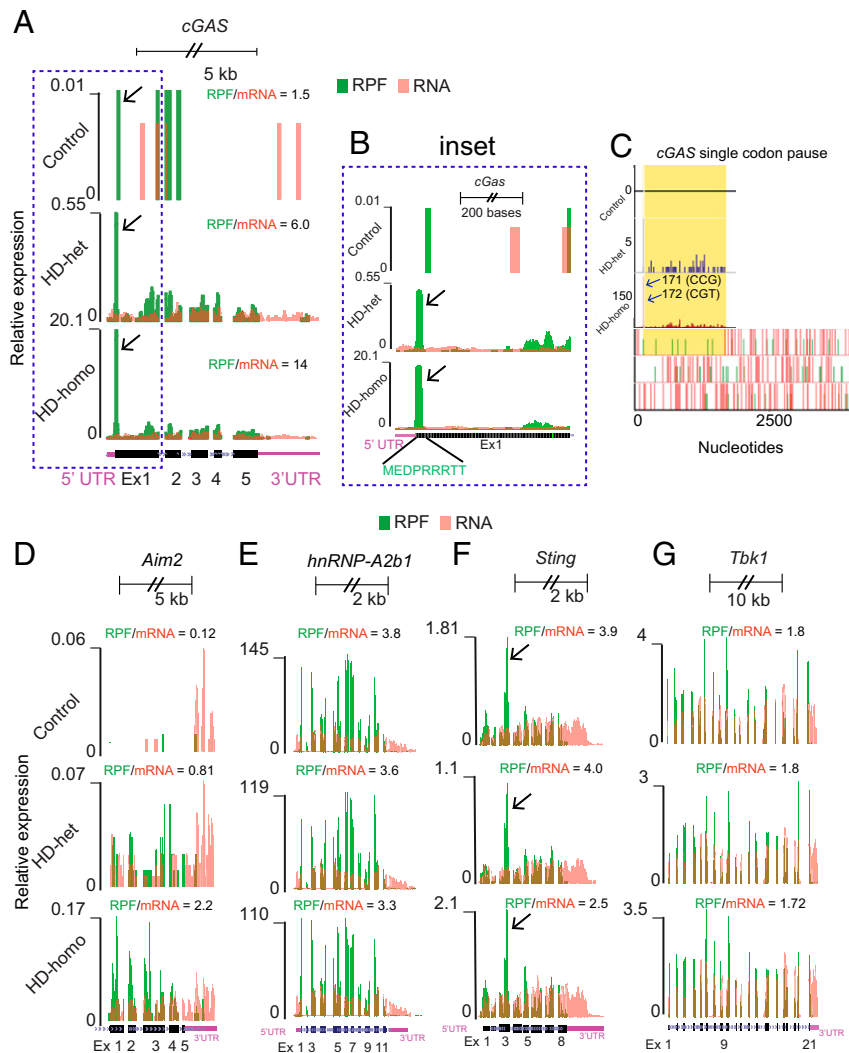 A
cGAS
5 kb
RPF RNA
Relative expression
Control
0.01
0
RPF/mRNA = 1.5
HD-het
0.55
0
RPF/mRNA = 6.0
HD-homo
20.1
0
RPF/mRNA = 14
5' UTR Ex1 2 3 4 5 3'UTR
B
inset
cGas
200 bases
Control
0.01
0
HD-het
0.55
0
HD-homo
20.1
0
5' UTR Ex1
MEDPRRRTT
C
cGAS single codon pause
Control
0
HD-het
5
HD-homo
150
171 (CCG)
172 (CGT)
0 2500
Nucleotides
RPF RNA
D
Aim2
5 kb
Relative expression
Control
0.06
0
RPF/mRNA = 0.12
HD-het
0.07
0
RPF/mRNA = 0.81
HD-homo
0.17
0
RPF/mRNA = 2.2
Ex 1 2 3 4 5 3'UTR
E
hnRNP-A2b1
2 kb
RPF/mRNA = 3.8
145
0
RPF/mRNA = 3.6
119
0
RPF/mRNA = 3.3
110
0
5'UTR 3'UTR
Ex 1 3 5 7 9 11
F
Sting
2 kb
1.81
RPF/mRNA = 3.9
0
1.1
RPF/mRNA = 4.0
0
2.1
RPF/mRNA = 2.5
0
3'UTR
Ex 1 3 5 8
G
Tbk1
10 kb
RPF/mRNA = 1.8
4
0
RPF/mRNA = 1.8
3
0
RPF/mRNA = 1.72
3.5
0
3'UTR
Ex 1 9 21